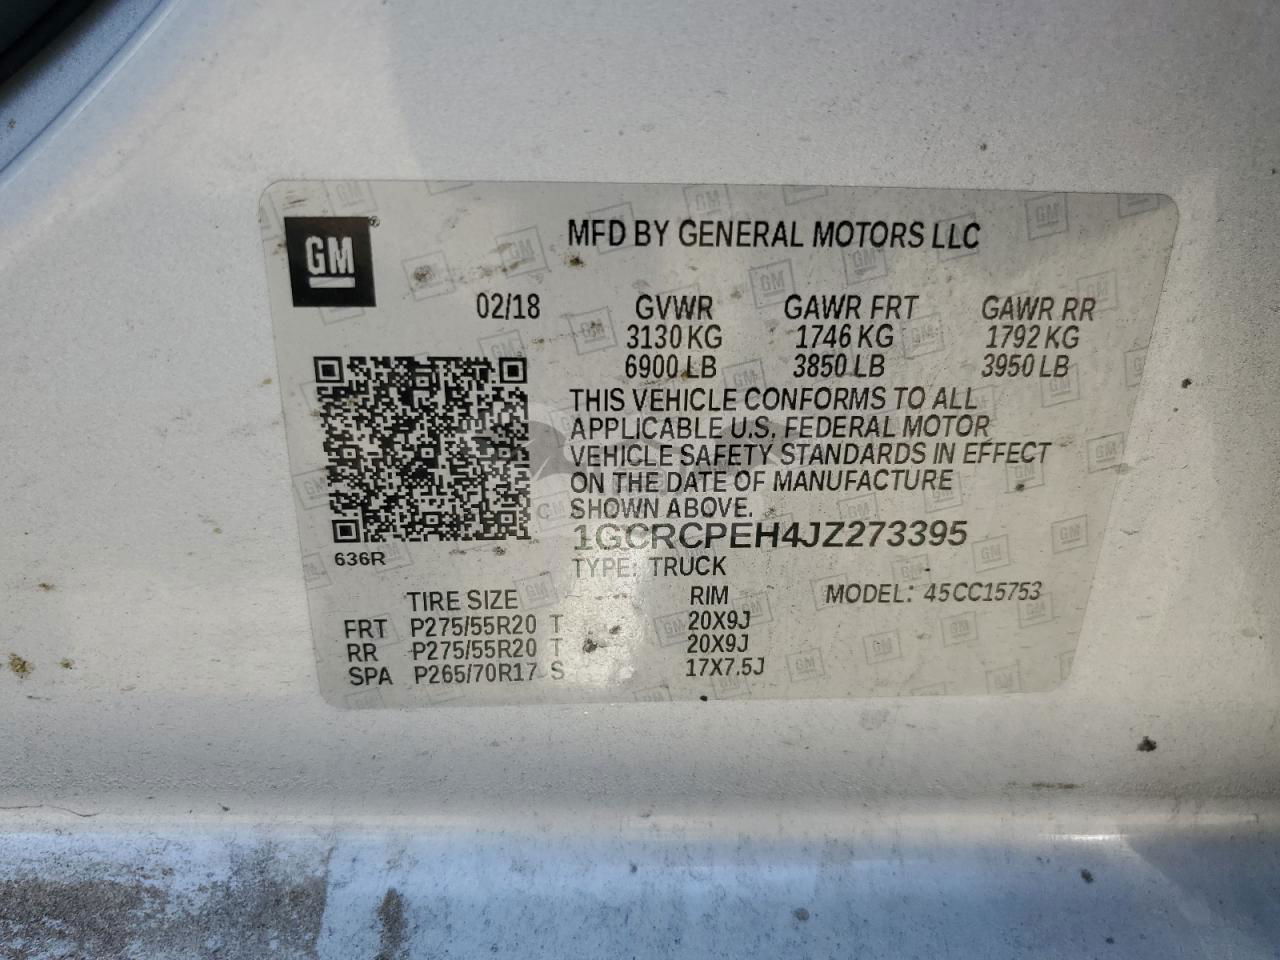 GM
MFD BY GENERAL MOTORS LLC
02/18 GVWR GAWR FRT GAWR RR
3130 KG 1746 KG 1792 KG
6900 LB 3850 LB 3950 LB
THIS VEHICLE CONFORMS TO ALL
APPLICABLE U.S. FEDERAL MOTOR
VEHICLE SAFETY STANDARDS IN EFFECT
ON THE DATE OF MANUFACTURE
SHOWN ABOVE.
1GCRCPEH4JZ273395
636R
TYPE: TRUCK
TIRE SIZE RIM MODEL: 45CC15753
FRT P275/55R20 T 20X9J
RR P275/55R20 T 20X9J
SPA P265/70R17 S 17X7.5J